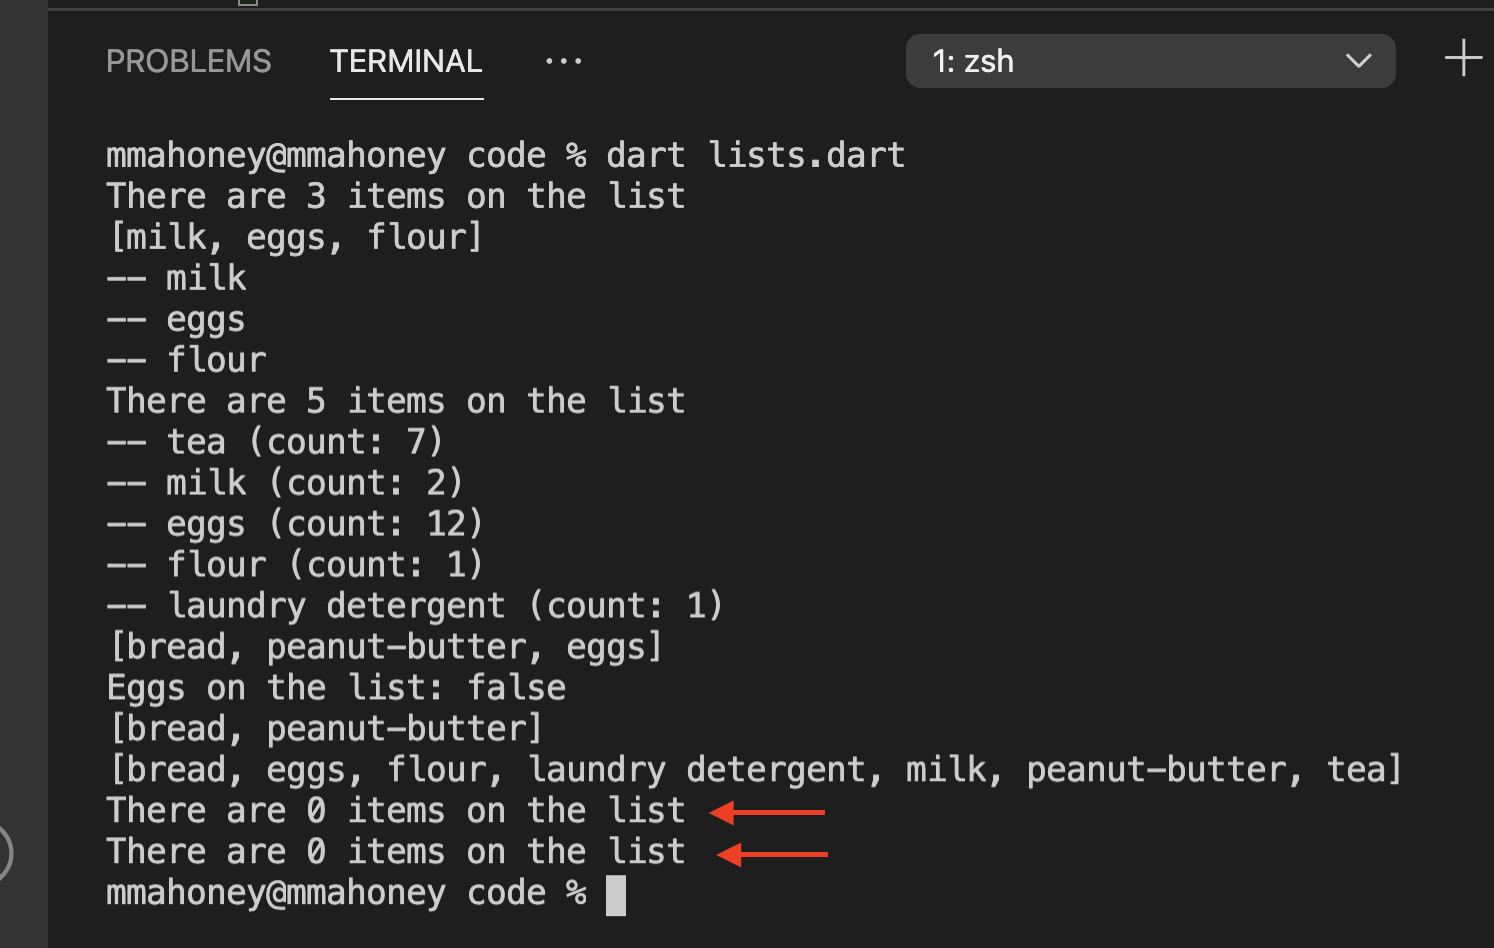 PROBLEMS TERMINAL ... 1: zsh
mmahoney@mmahoney code % dart lists.dart
There are 3 items on the list
[milk, eggs, flour]
-- milk
-- eggs
-- flour
There are 5 items on the list
-- tea (count: 7)
-- milk (count: 2)
-- eggs (count: 12)
-- flour (count: 1)
-- laundry detergent (count: 1)
[bread, peanut-butter, eggs]
Eggs on the list: false
[bread, peanut-butter]
[bread, eggs, flour, laundry detergent, milk, peanut-butter, tea]
There are 0 items on the list
There are 0 items on the list
mmahoney@mmahoney code %